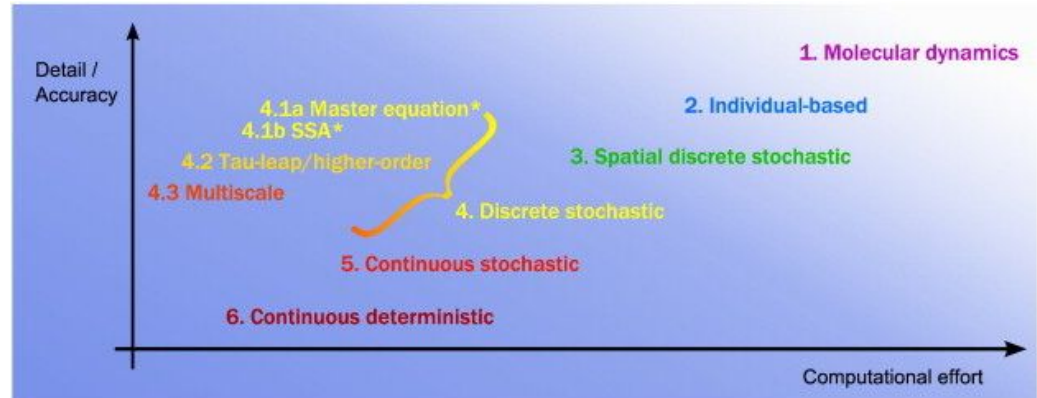 1. Molecular dynamics
Detail /
Accuracy
2. Individual-based
4.1a Master equation*
4.1b SSA*
3. Spatial discrete stochastic
4.2 Tau-leap/higher-order
4.3 Multiscale
4. Discrete stochastic
5. Continuous stochastic
6. Continuous deterministic
Computational effort